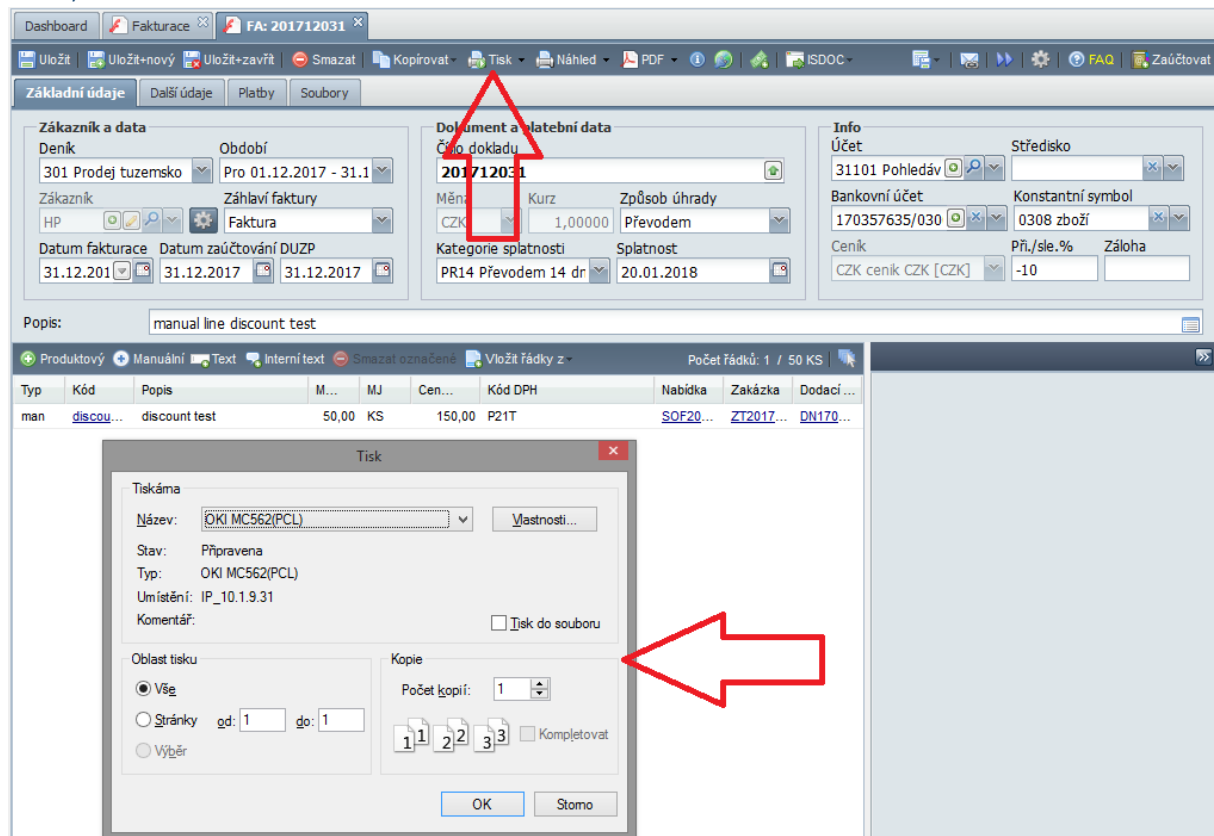 Dashboard Fakturace FA: 201712031
Uložit Uložit+nový Uložit+zavřít Smazat Kopírovat Tisk Náhled PDF ISDOC FAQ Zaúčtovat
Základní údaje Další údaje Platby Soubory
Zákazník a data Dokument a platební data Info
Deník Období Číslo dokladu Účet Středisko
301 Prodej tuzemsko Pro 01.12.2017 - 31.1 201712031 31101 Pohledáv
Zákazník Záhlaví faktury Měna Kurz Způsob úhrady Bankovní účet Konstantní symbol
HP Faktura CZK 1,00000 Převodem 170357635/030 0308 zboží
Datum fakturace Datum zaúčtování DUZP Kategorie splatnosti Splatnost Ceník Při./sle.% Záloha
31.12.201 31.12.2017 31.12.2017 PR14 Převodem 14 dr 20.01.2018 CZK ceník CZK [CZK] -10
Popis: manual line discount test
Produktový Manuální Text Interní text Smazat označené Vložit řádky z Počet řádků: 1 / 50 KS
Typ Kód Popis M... MJ Cen... Kód DPH Nabídka Zakázka Dodací ...
man discou... discount test 50,00 KS 150,00 P21T SOF20... ZT2017... DN170...
Tisk
Tiskárna
Název: OKI MC562(PCL) Vlastnosti...
Stav: Připravena
Typ: OKI MC562(PCL)
Umístění: IP_10.1.9.31
Komentář: Tisk do souboru
Oblast tisku Kopie
Vše Počet kopií: 1
Stránky od: 1 do: 1
1 1 2 2 3 3 Kompletovat
Výběr
OK Storno